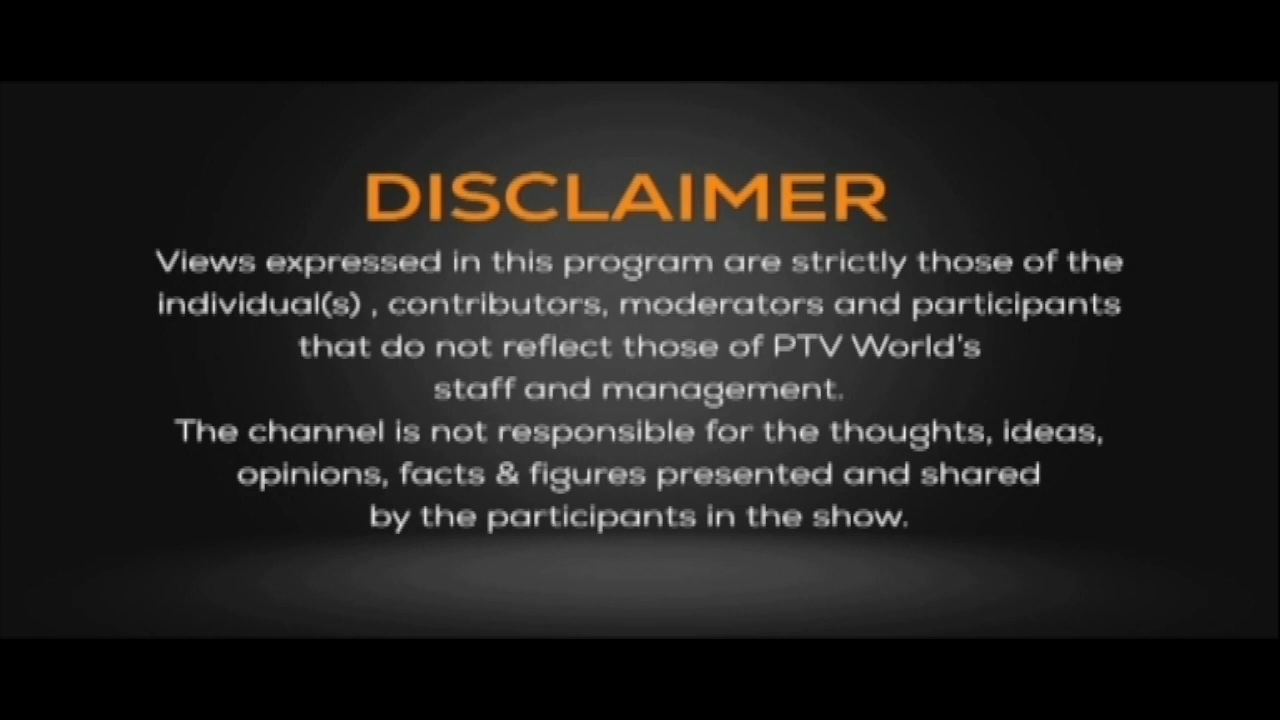 DISCLAIMER
Views expressed in this program are strictly those of the
individual(s) , contributors, moderators and participants
that do not reflect those of PTV World's
staff and management.
The channel is not responsible for the thoughts, ideas,
opinions, facts & figures presented and shared
by the participants in the show.